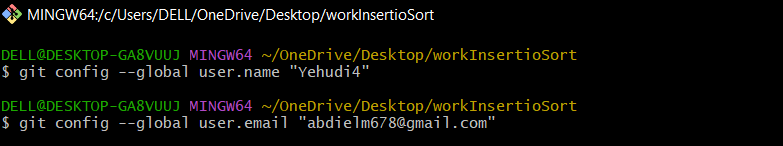 MINGW64:/c/Users/DELL/OneDrive/Desktop/workInsertioSort
DELL@DESKTOP-GA8VUUJ MINGW64 ~/OneDrive/Desktop/workInsertioSort
$ git config --global user.name "Yehudi4"
DELL@DESKTOP-GA8VUUJ MINGW64 ~/OneDrive/Desktop/workInsertioSort
$ git config --global user.email "abdielm678@gmail.com"